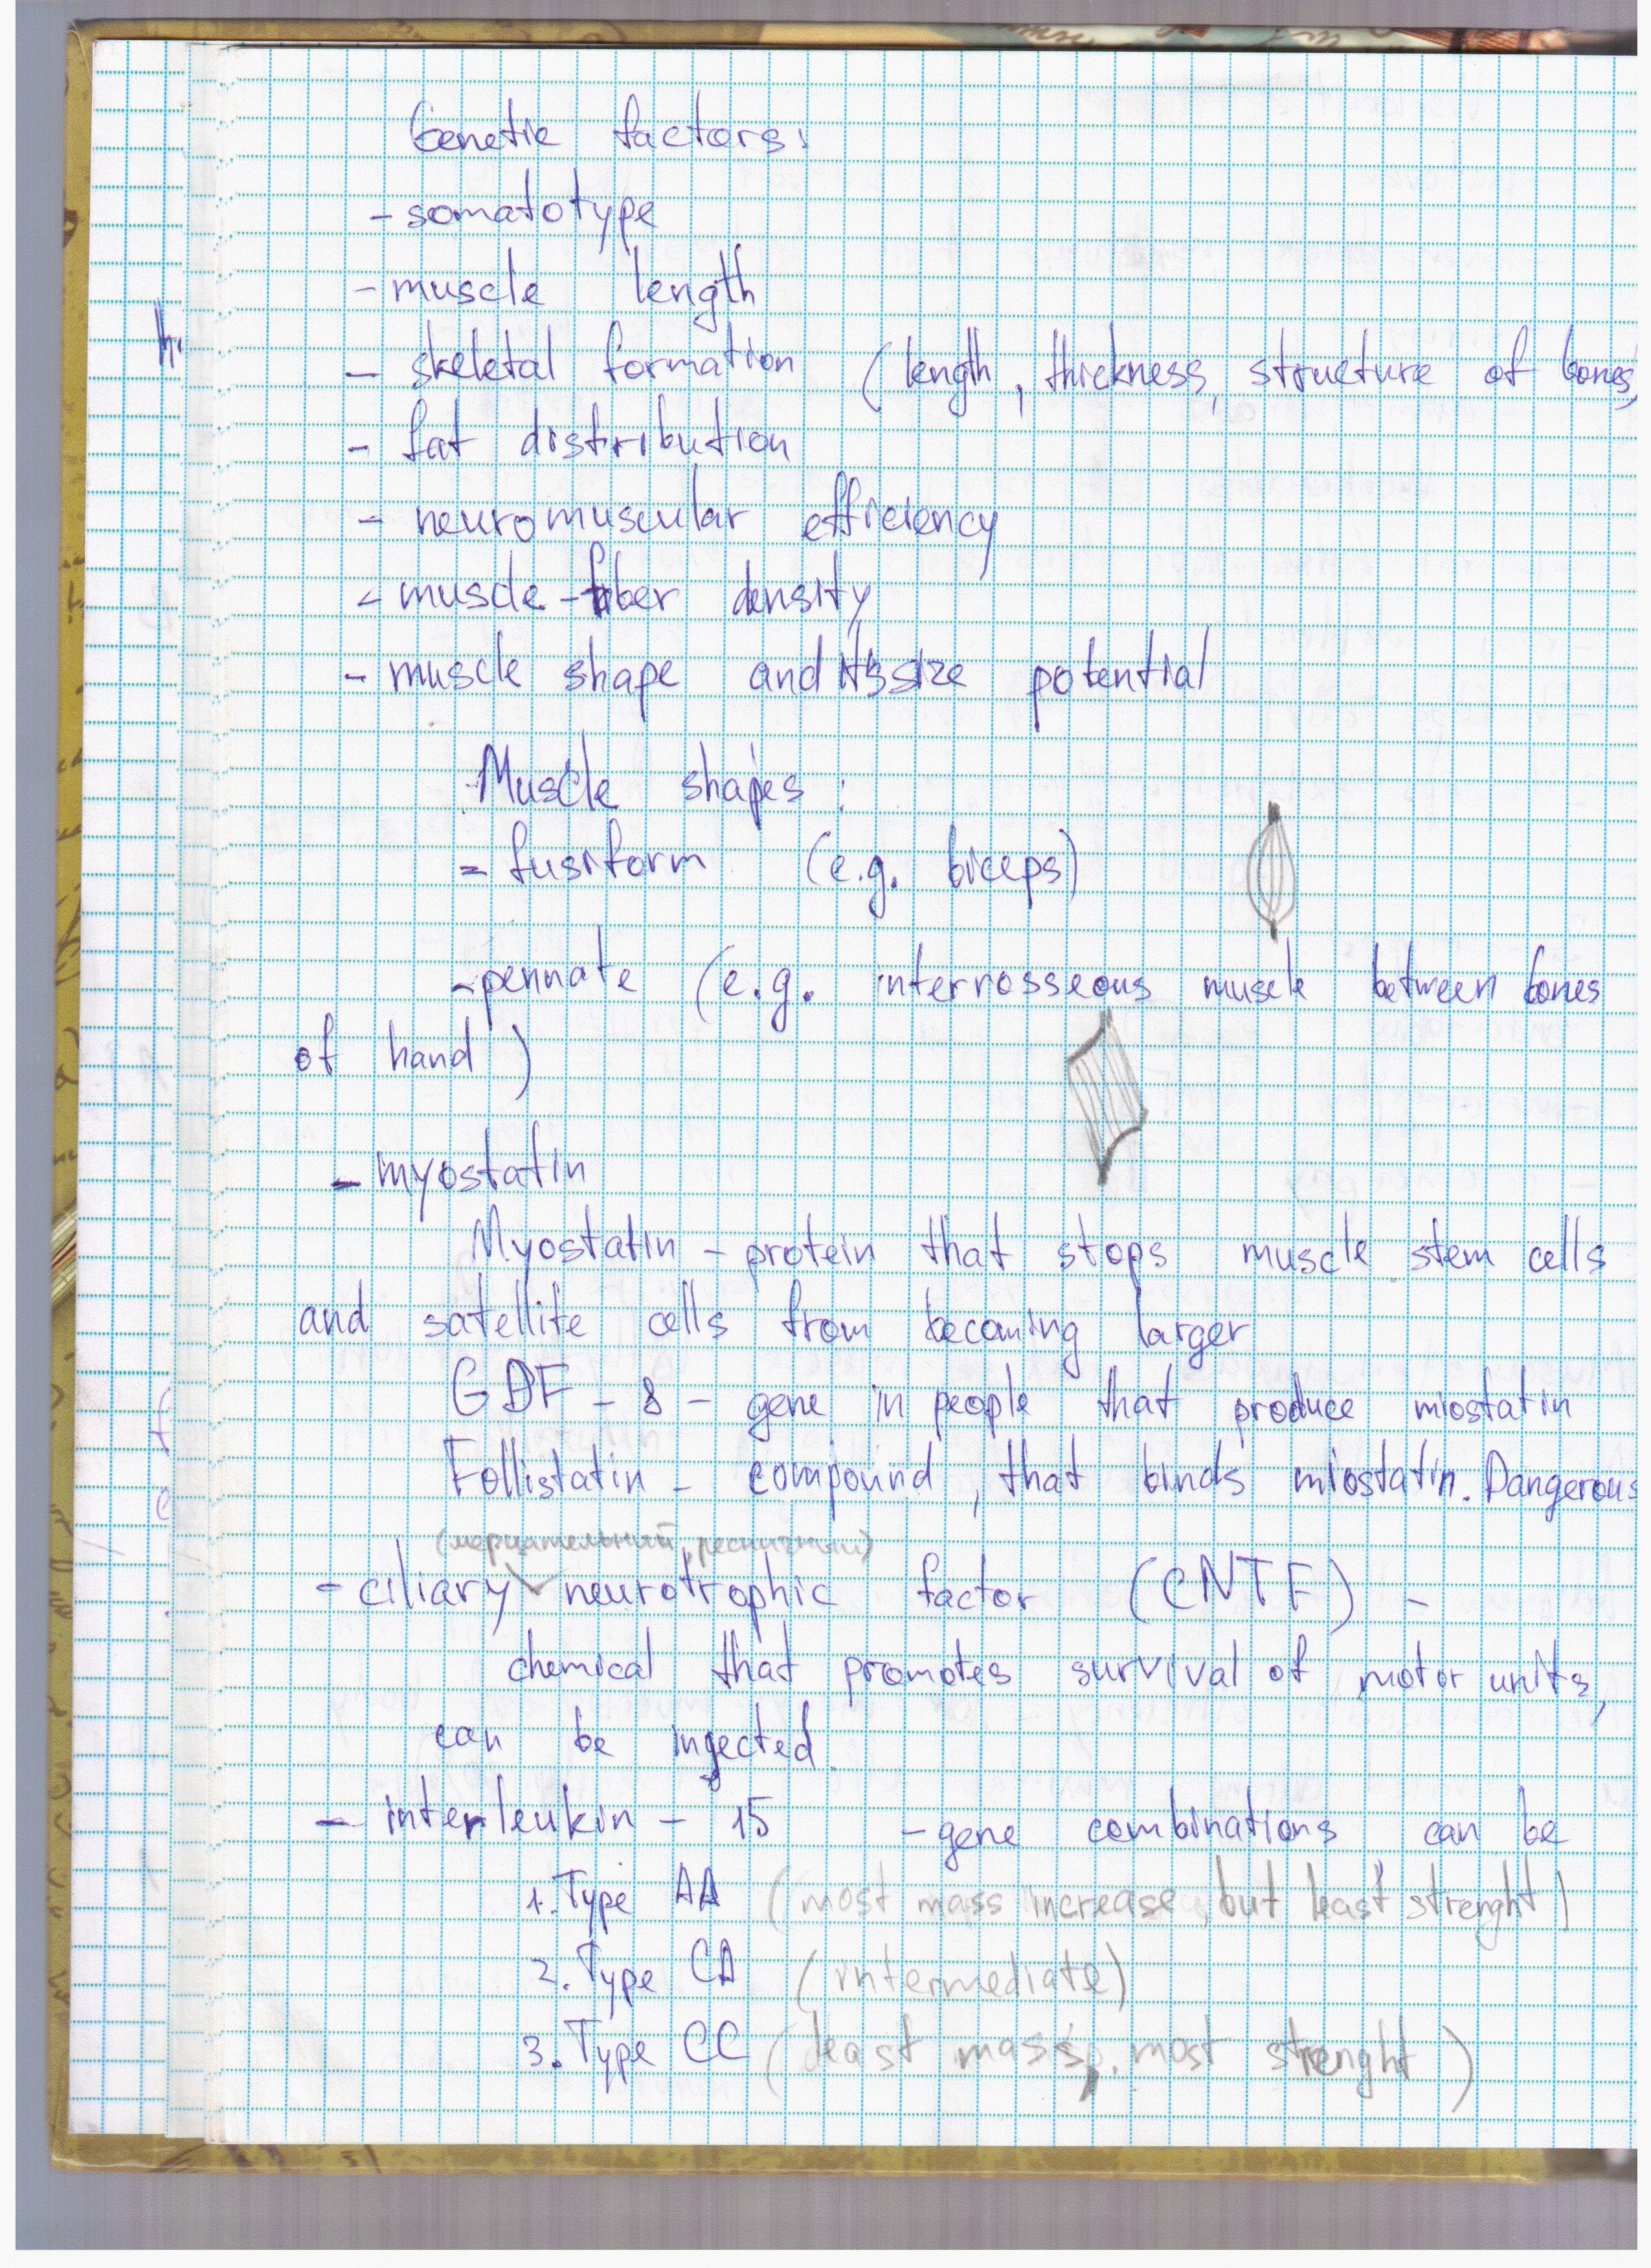 Genetic factors:
- somatotype
- muscle length
- skeletal formation (length, thickness, structure of bones)
- fat distribution
- neuromuscular efficiency
- muscle-fiber density
- muscle shape and its size potential
Muscle shapes:
- fusiform (e.g. biceps)
- pennate (e.g. interrosseous muscle between bones
of hand)
- myostatin
Myostatin - protein that stops muscle stem cells
and satellite cells from becoming larger
GDF - 8 - gene in people that produce miostatin
Follistatin - compound, that binds miostatin. Dangerous
(мерцательный, ресничный)
- ciliary neurotrophic factor (CNTF) -
chemical that promotes survival of motor units,
can be ingected.
- interleukin - 15 - gene combinations can be
1. Type AA (most mass increase, but least strenght)
2. Type CA (intermediate)
3. Type CC (least mass, most strenght)